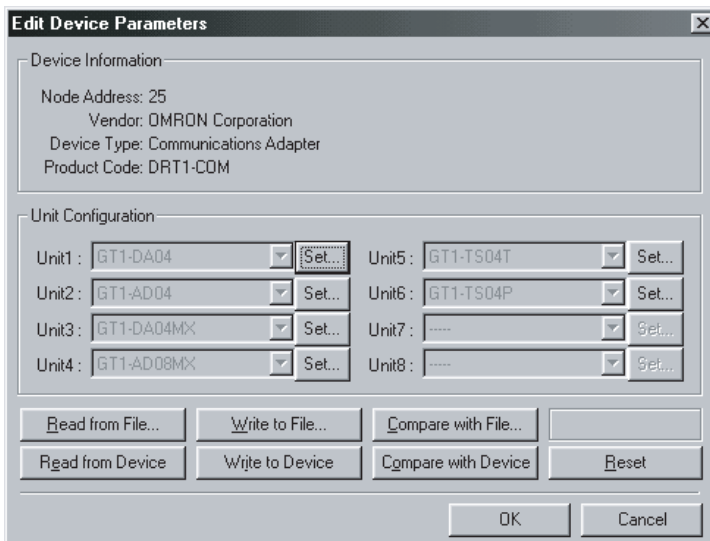 Edit Device Parameters
Device Information
Node Address: 25
Vendor: OMRON Corporation
Device Type: Communications Adapter
Product Code: DRT1-COM
Unit Configuration
Unit1 : GT1-DA04 Set... Unit5 : GT1-TS04T Set...
Unit2 : GT1-AD04 Set... Unit6 : GT1-TS04P Set...
Unit3 : GT1-DA04MX Set... Unit7 : ----- Set...
Unit4 : GT1-AD08MX Set... Unit8 : ----- Set...
Read from File... Write to File... Compare with File...
Read from Device Write to Device Compare with Device Reset
OK Cancel